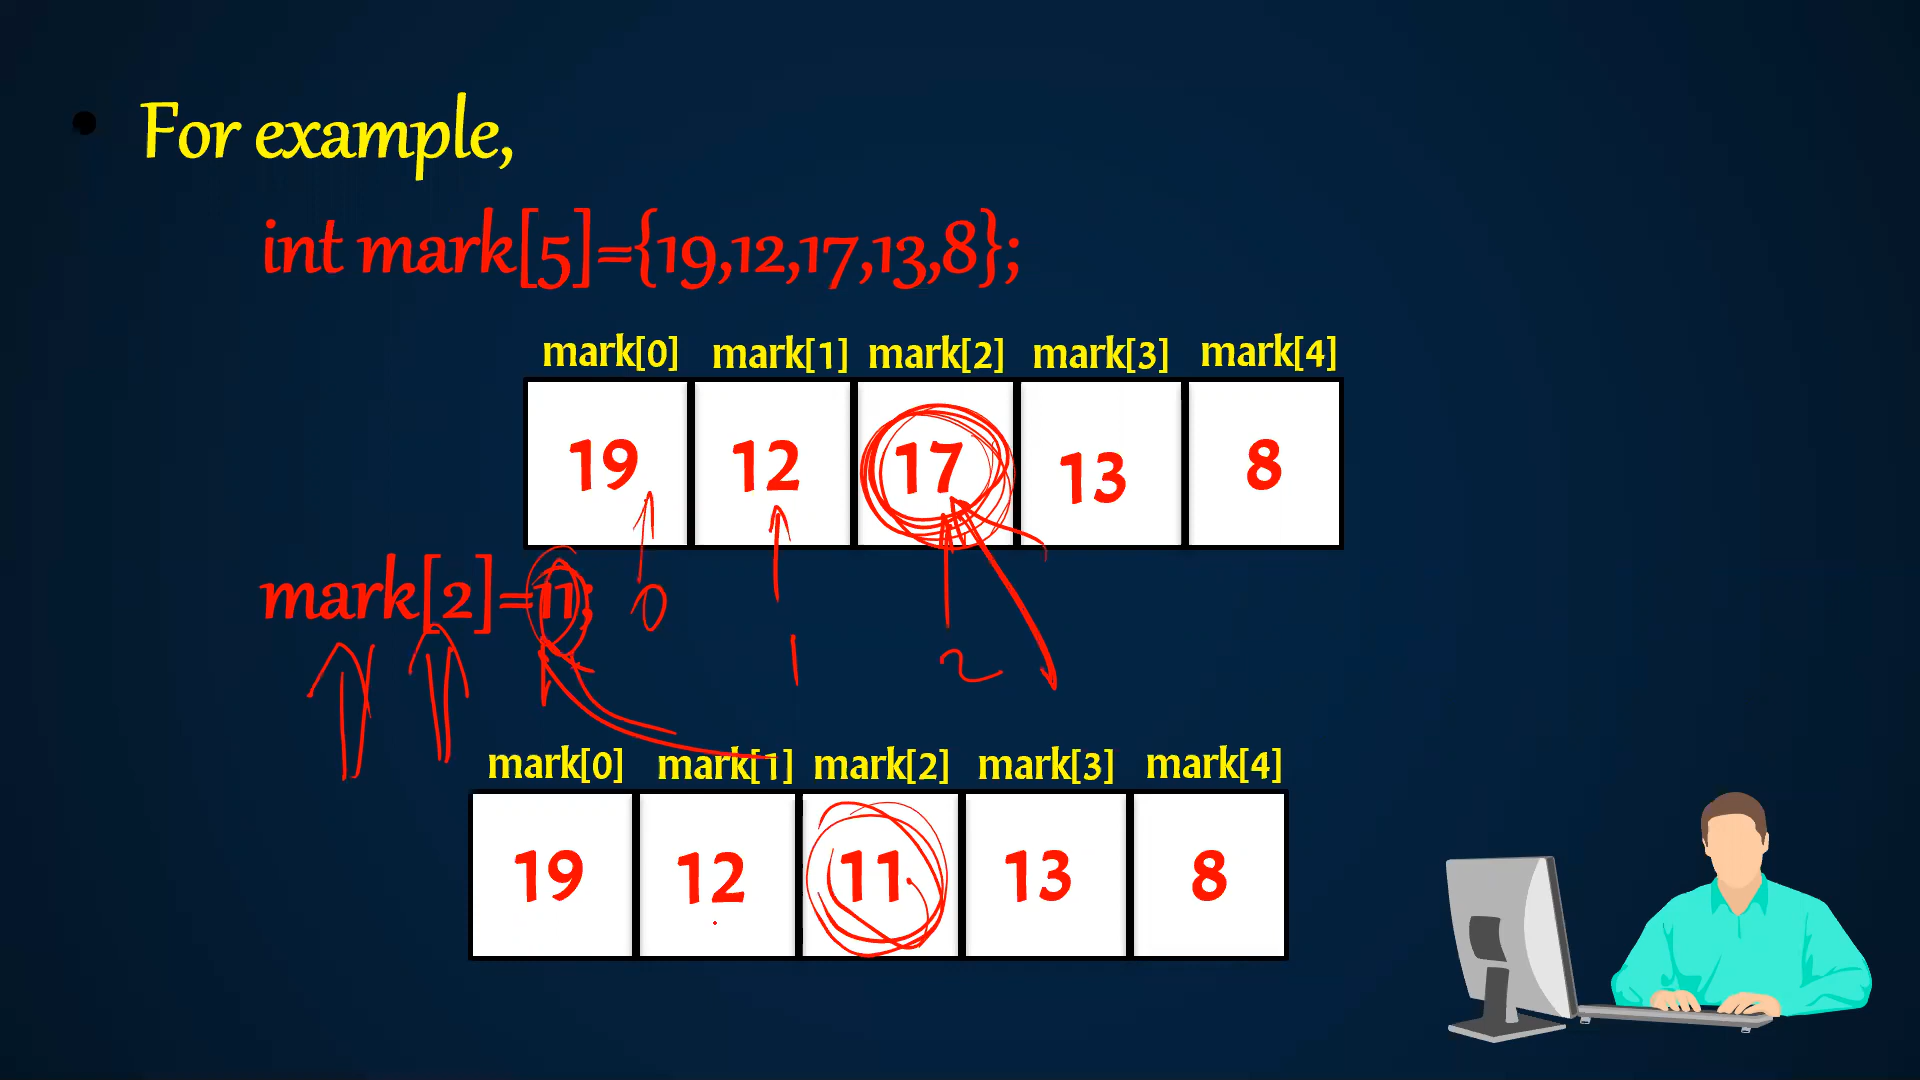 For example,
int mark[5]={19,12,17,13,8};
mark[0] mark[1] mark[2] mark[3] mark[4]
19 12 17 13 8
mark[2]=11;
0 1 2
mark[0] mark[1] mark[2] mark[3] mark[4]
19 12 11 13 8